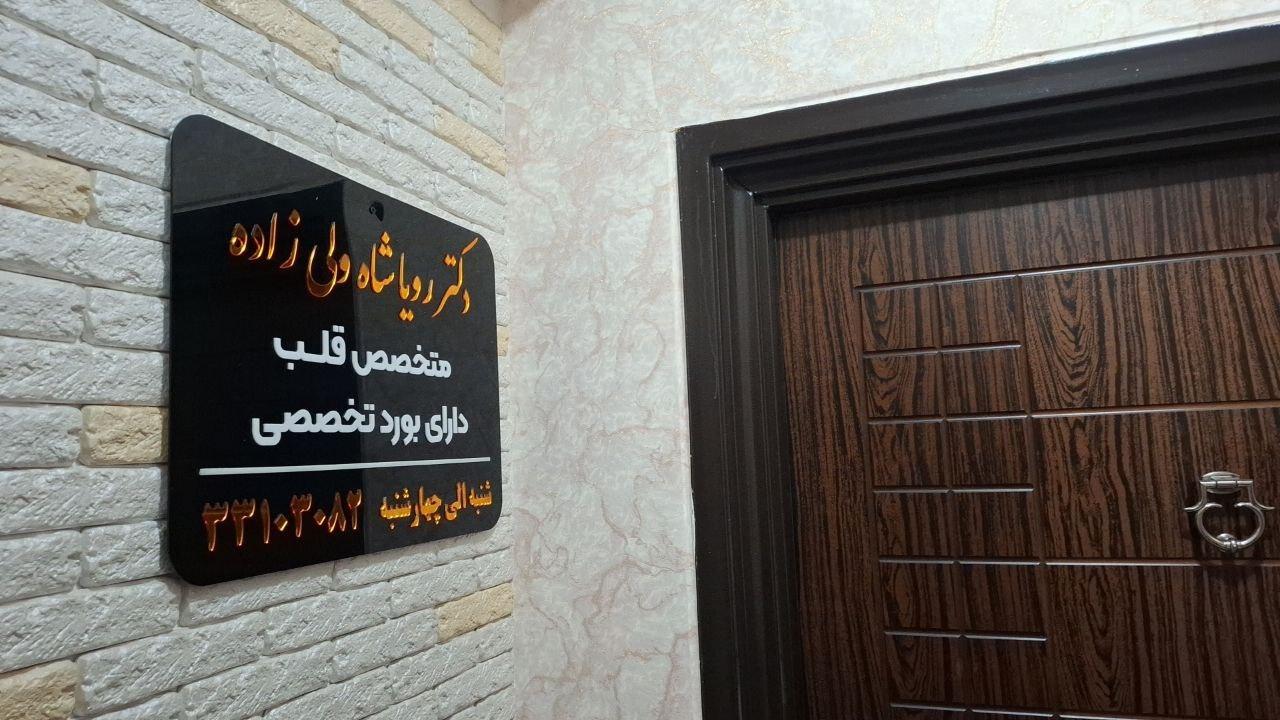 دکتر رویا شاه ولی زاده
متخصص قلب
دارای بورد تخصصی
شنبه الی چهارشنبه ۳۳۱۰۳۰۸۲